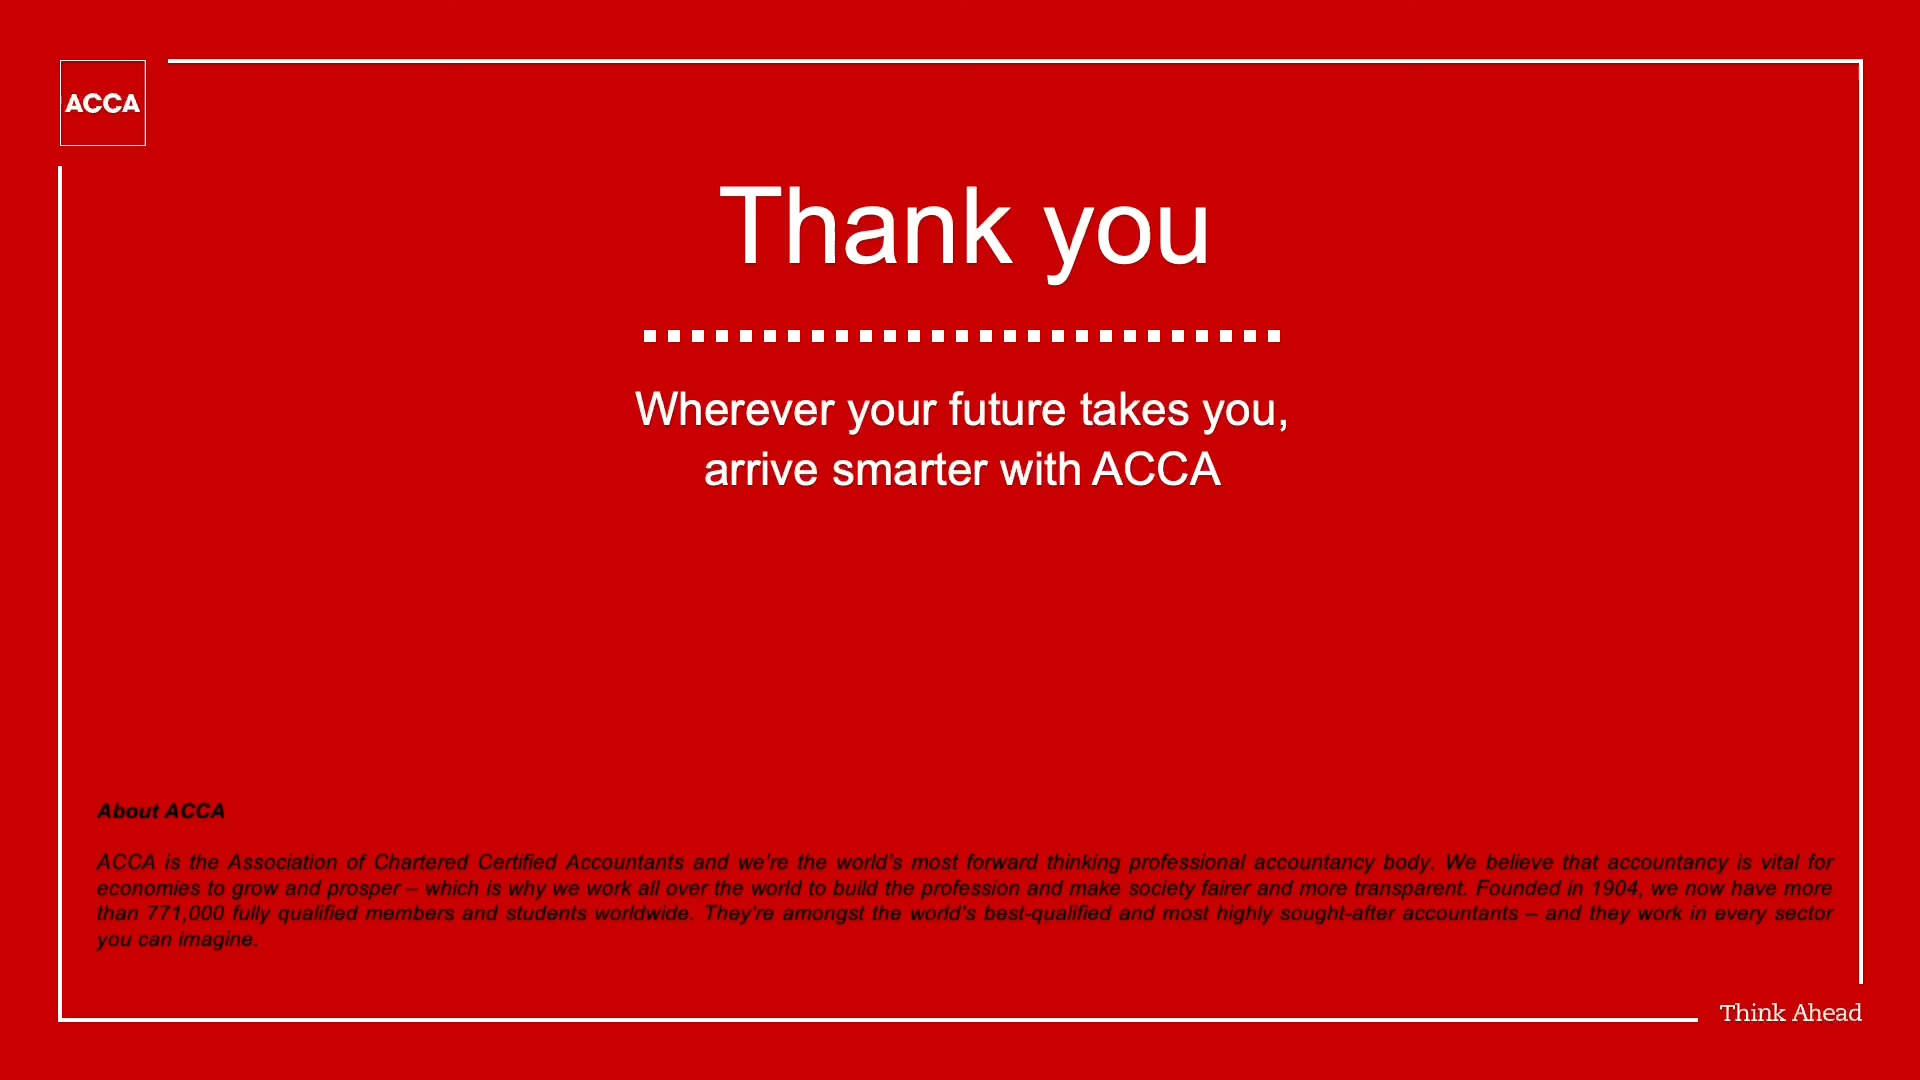 ACCA
Thank you
Wherever your future takes you,
arrive smarter with ACCA
About ACCA
ACCA is the Association of Chartered Certified Accountants and we're the world's most forward thinking professional accountancy body. We believe that accountancy is vital for
economies to grow and prosper – which is why we work all over the world to build the profession and make society fairer and more transparent. Founded in 1904, we now have more
than 771,000 fully qualified members and students worldwide. They're amongst the world's best-qualified and most highly sought-after accountants – and they work in every sector
you can imagine.
Think Ahead